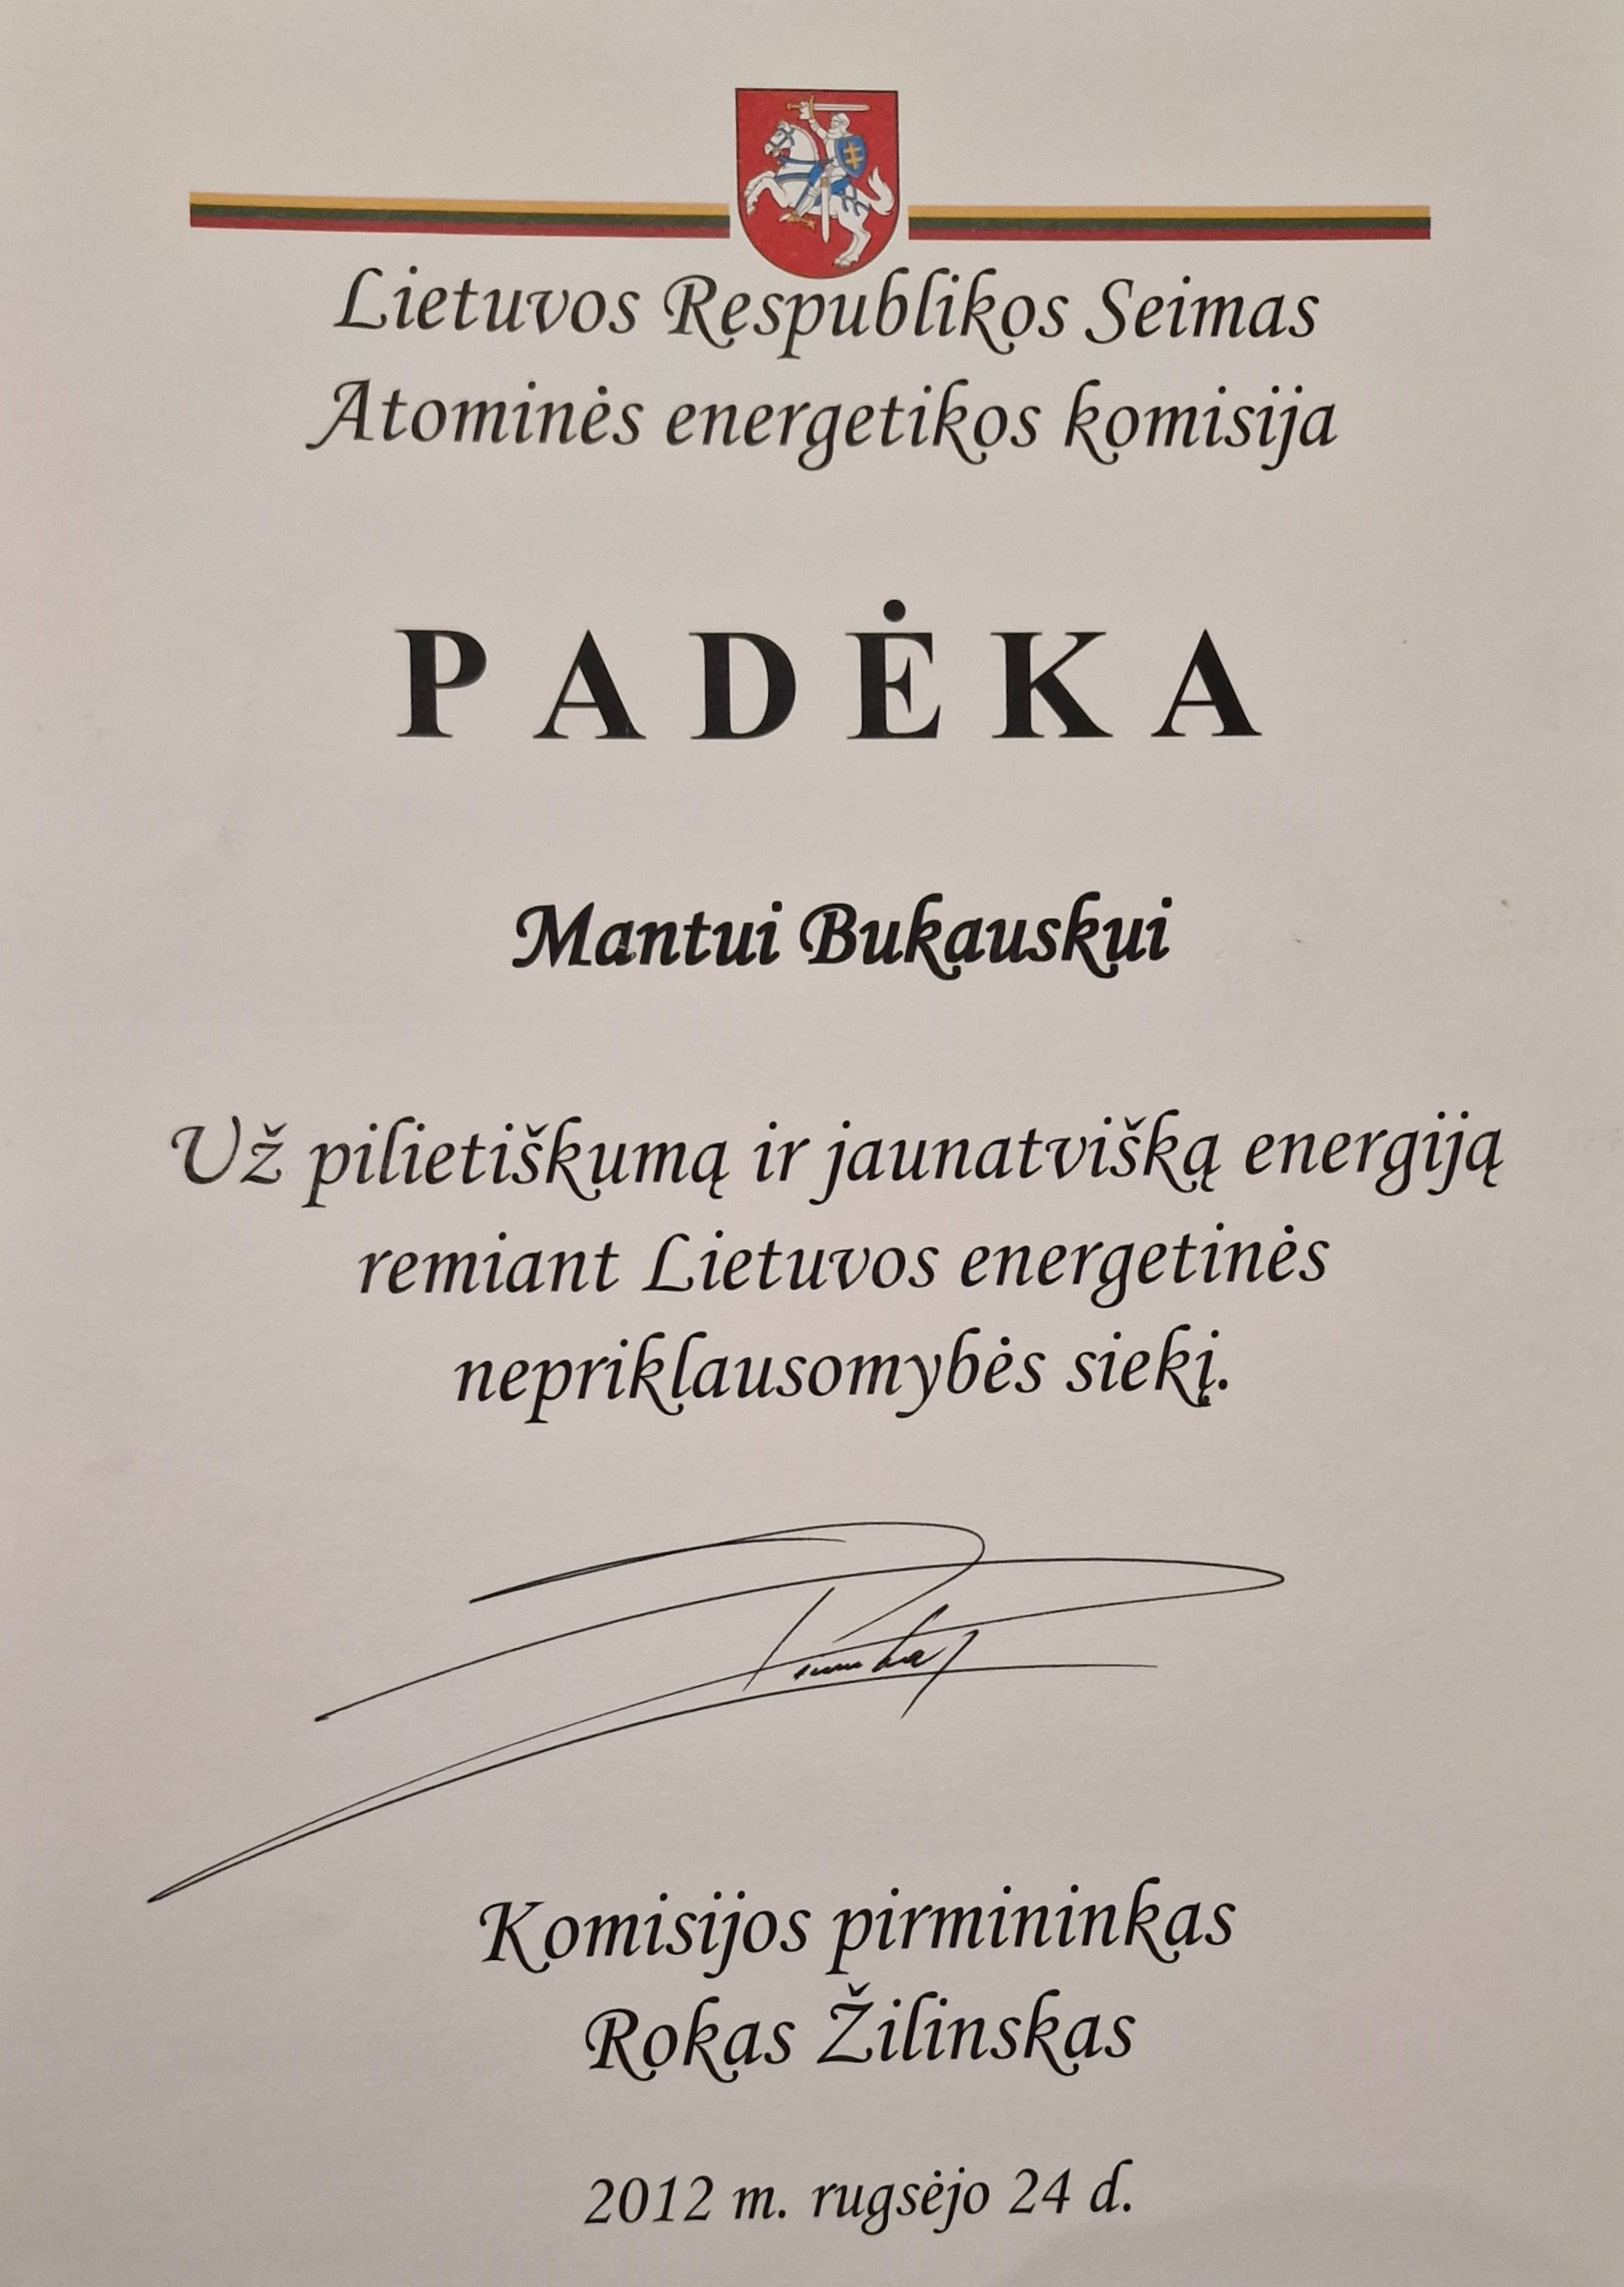 Lietuvos Respublikos Seimas
Atominės energetikos komisija
PADĖKA
Mantui Bukauskui
Už pilietiškumą ir jaunatvišką energiją
remiant Lietuvos energetinės
nepriklausomybės siekį.
Komisijos pirmininkas
Rokas Žilinskas
2012 m. rugsėjo 24 d.